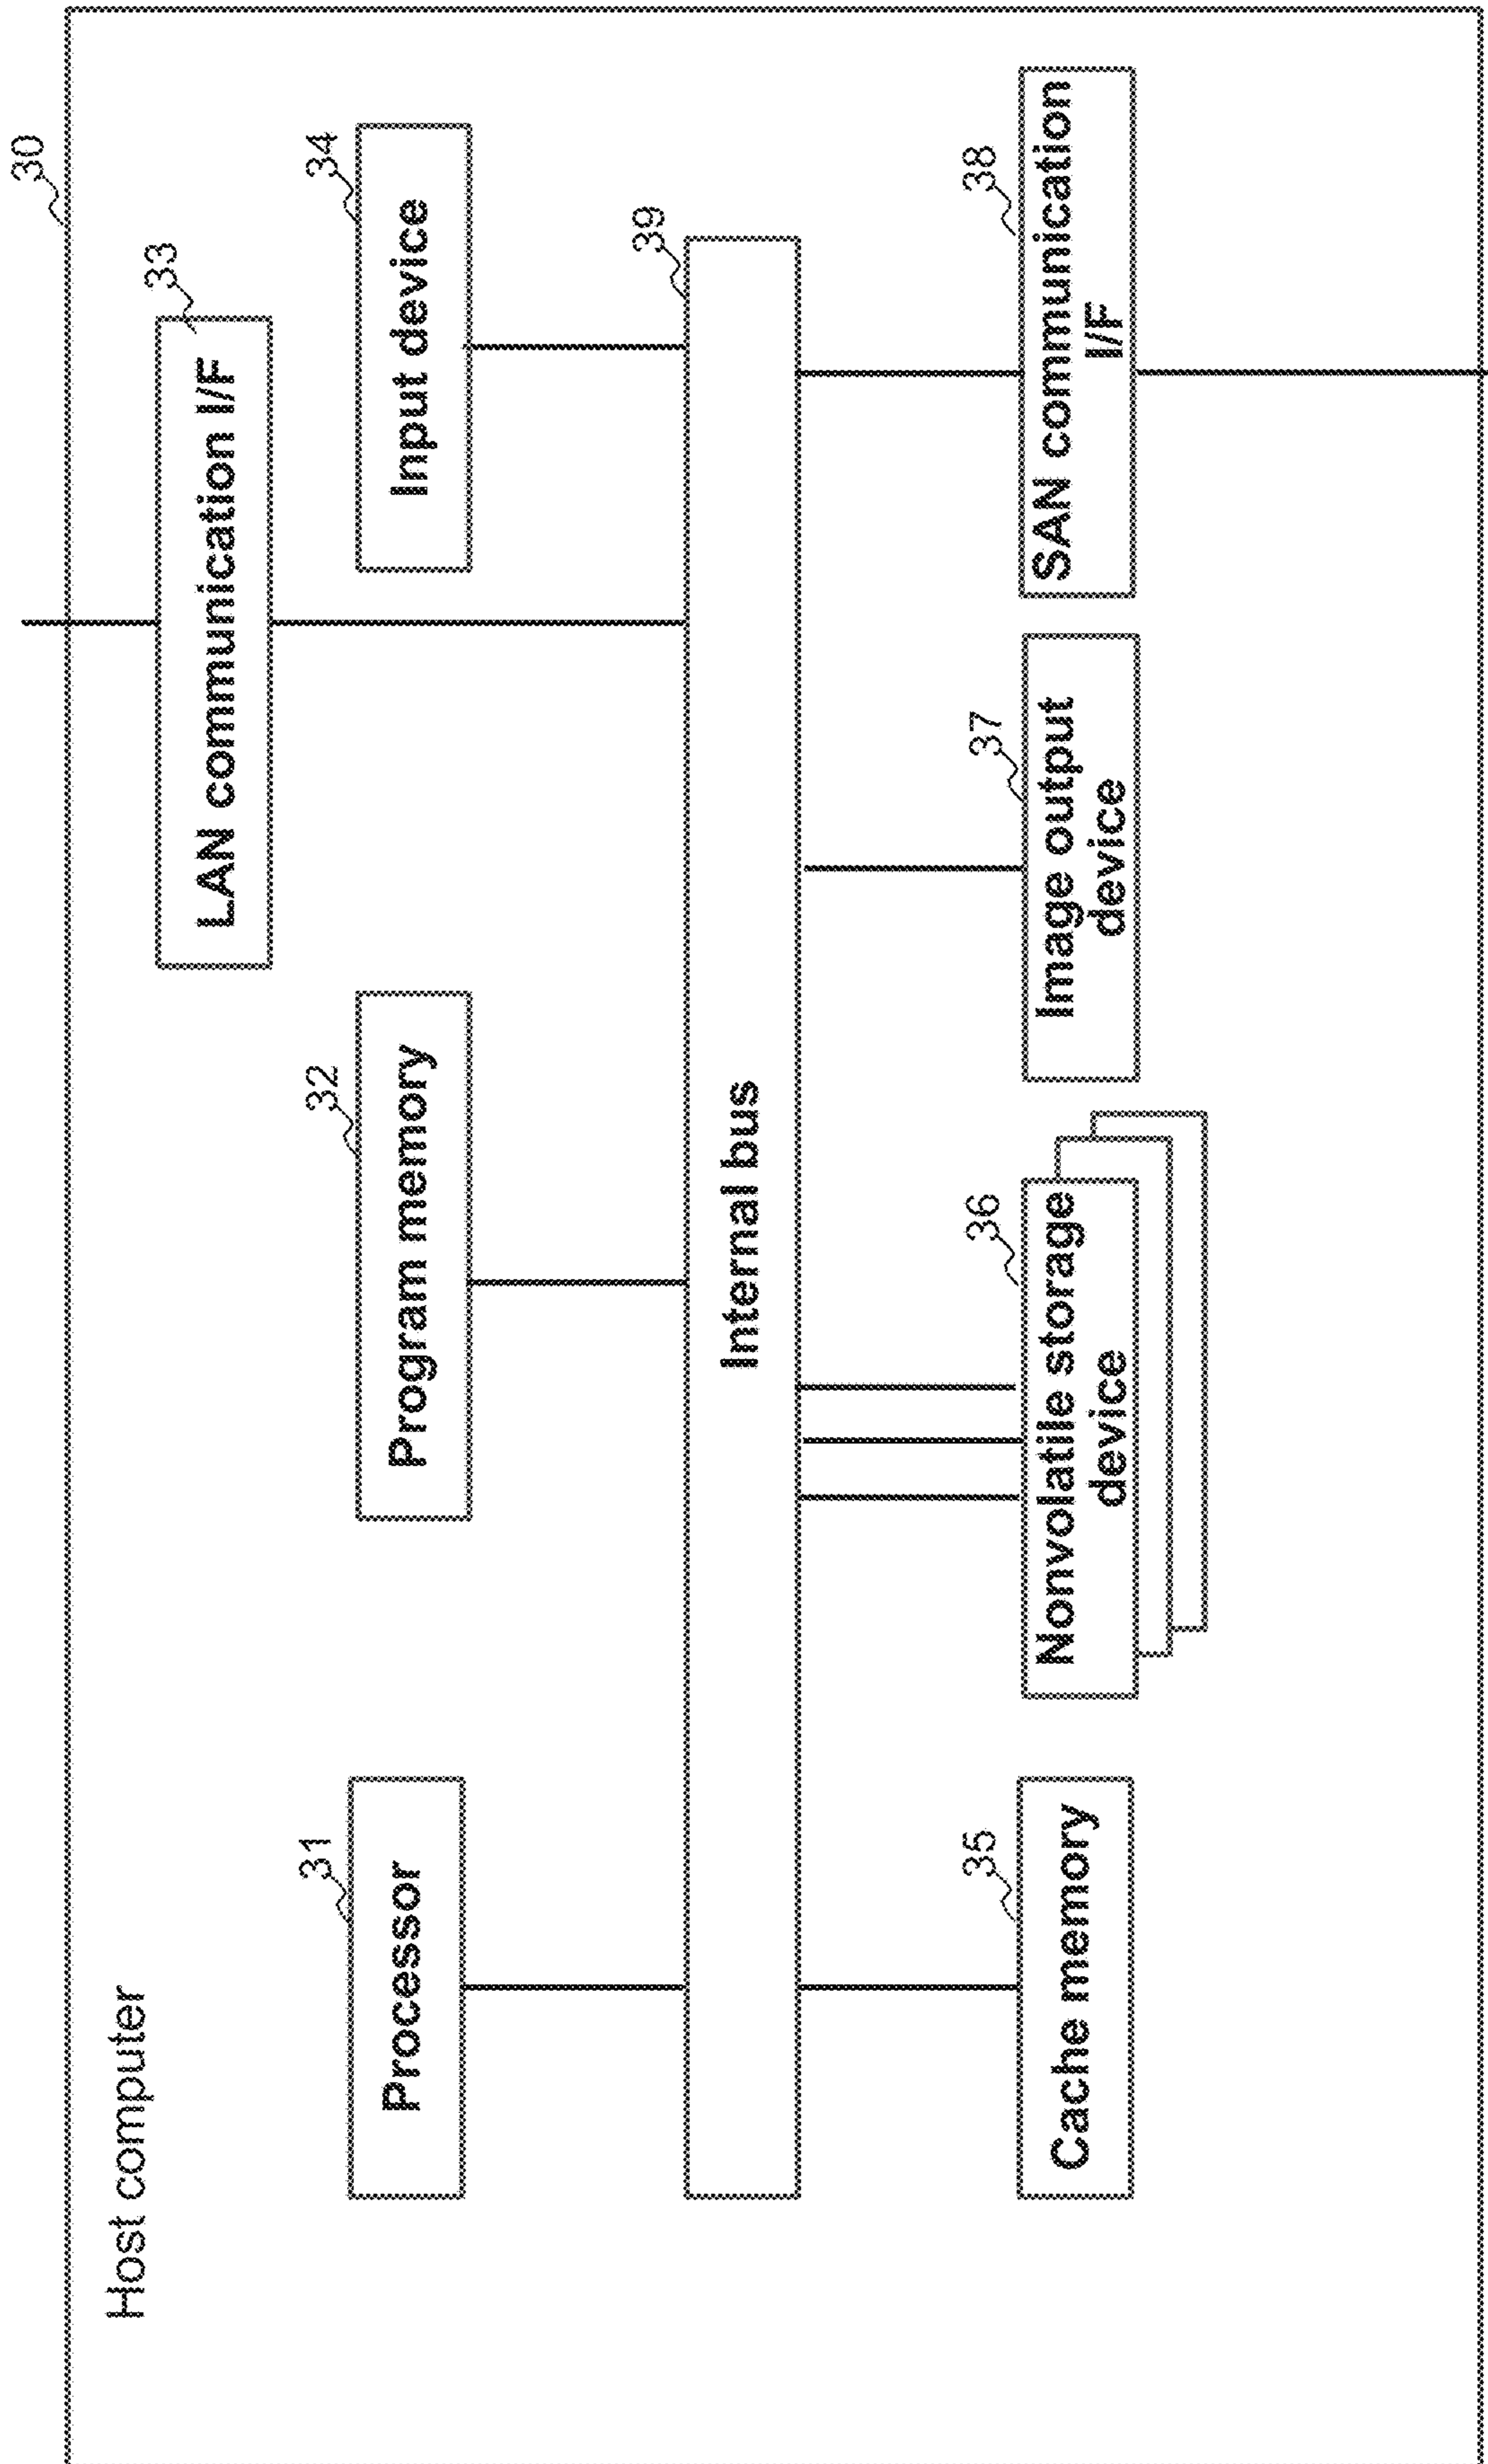 30
Host computer
33
LAN communication I/F
31
Processor
32
Program memory
34
Input device
39
Internal bus
35
Cache memory
36
Nonvolatile storage
device
37
Image output
device
38
SAN communication
I/F